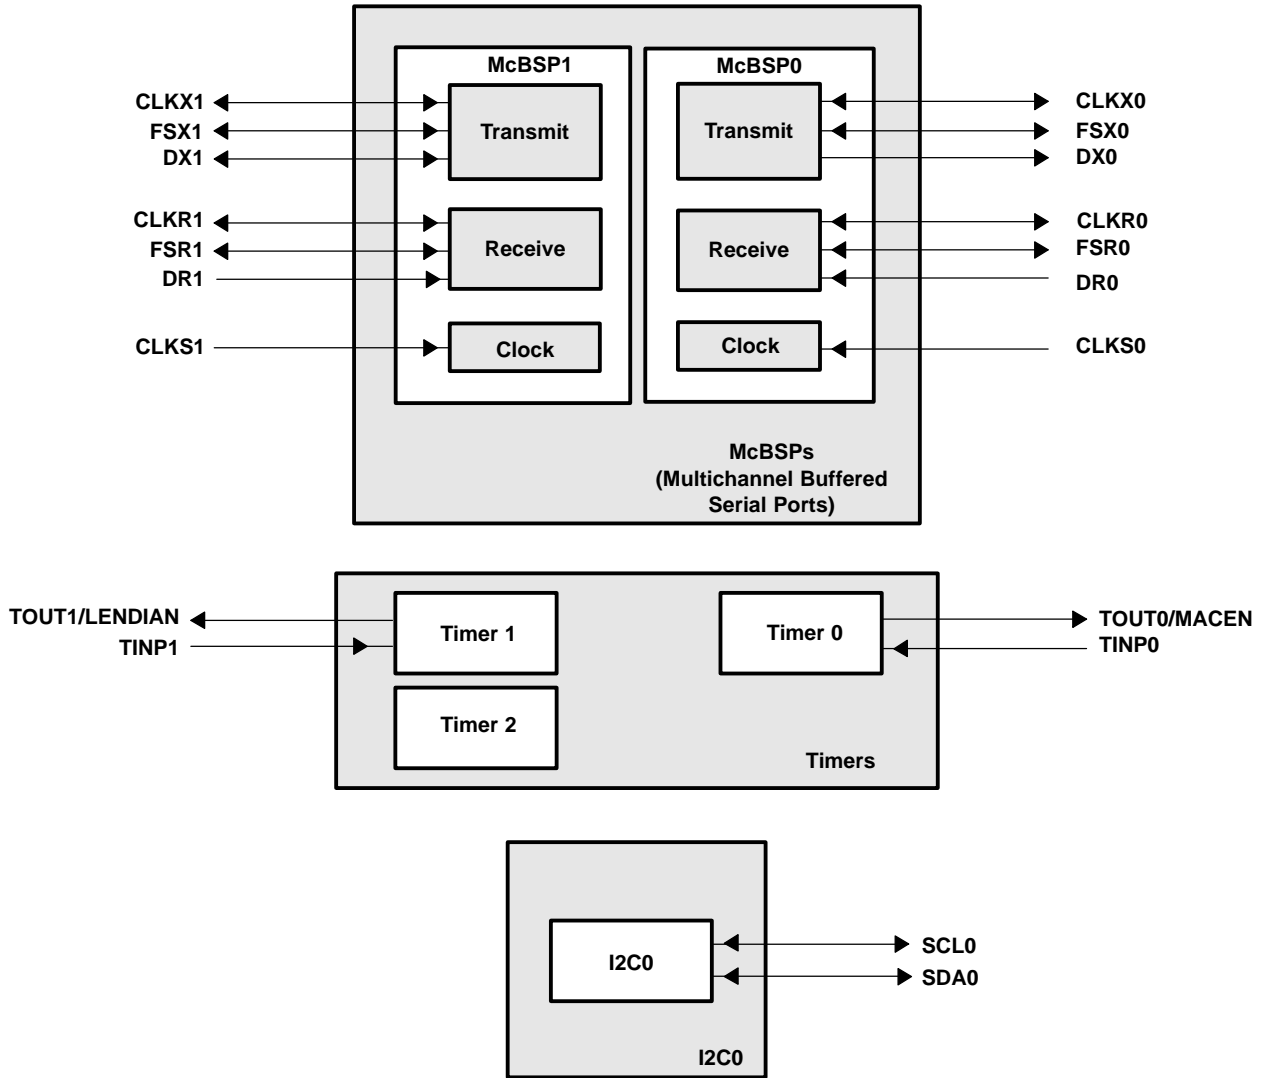 McBSP1
McBSP0
CLKX1
Transmit
Transmit
CLKX0
FSX1
FSX0
DX1
DX0
CLKR1
Receive
Receive
CLKR0
FSR1
FSR0
DR1
DR0
CLKS1
Clock
Clock
CLKS0
McBSPs
(Multichannel Buffered
Serial Ports)
TOUT1/LENDIAN
Timer 1
Timer 0
TOUT0/MACEN
TINP1
TINP0
Timer 2
Timers
I2C0
SCL0
SDA0
I2C0